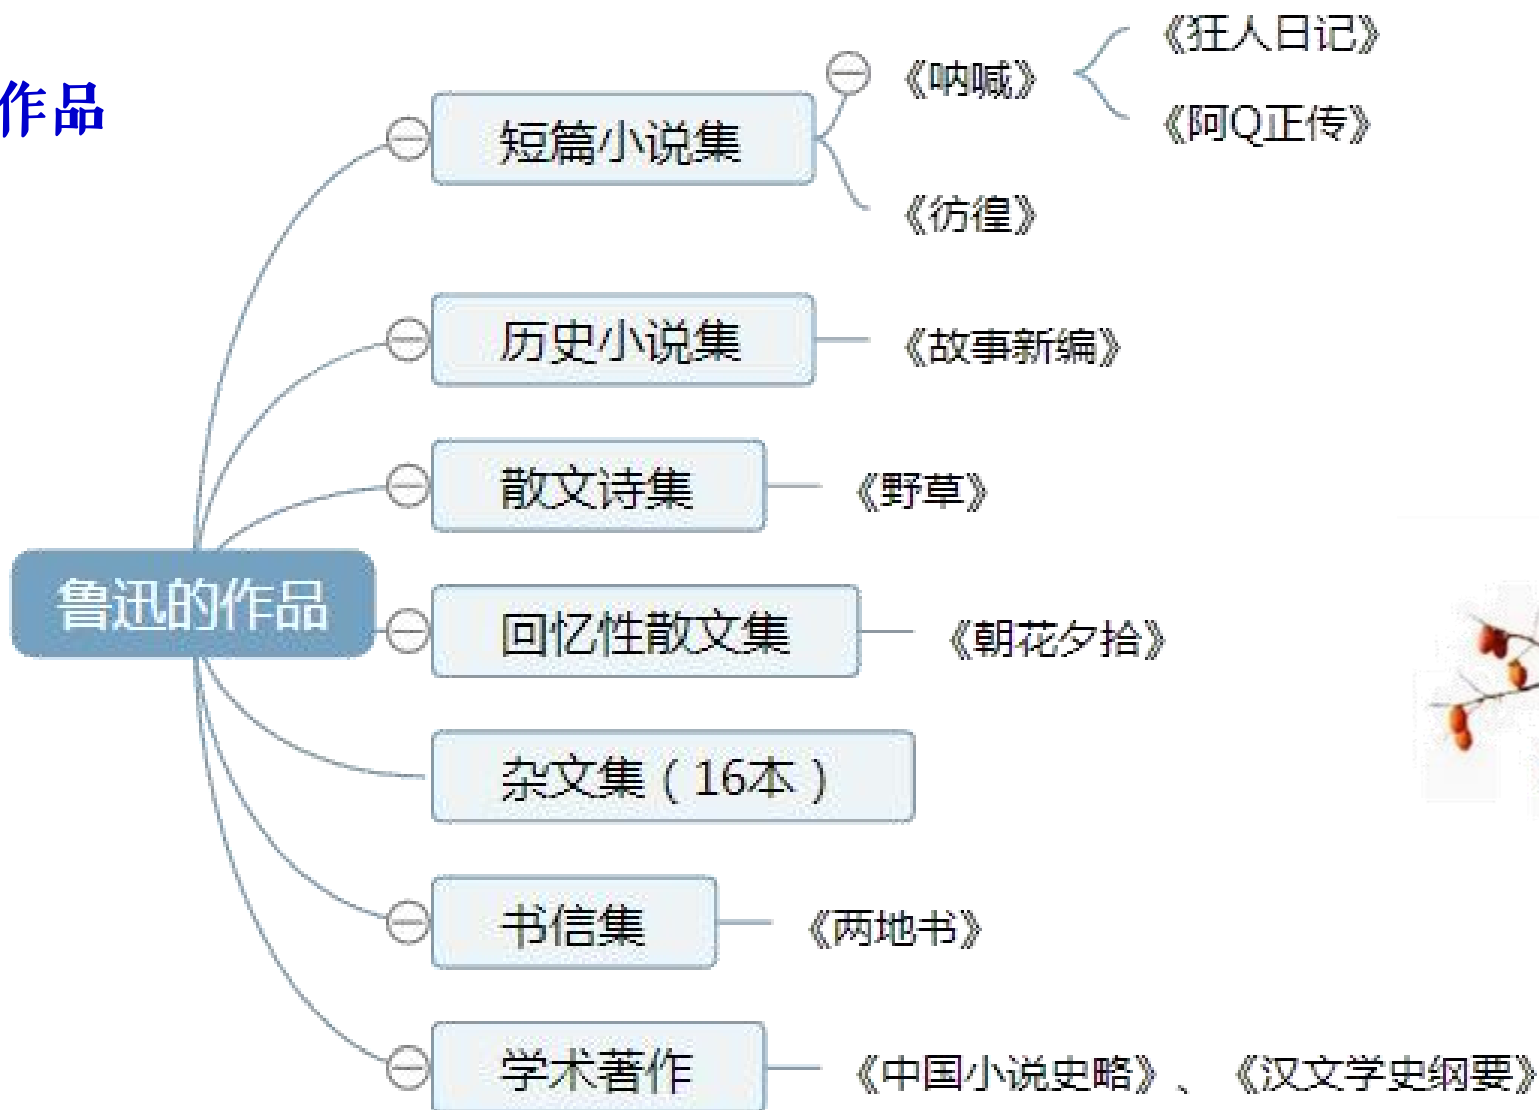 作品
《狂人日记》
《呐喊》
《阿Q正传》
短篇小说集
《彷徨》
历史小说集
《故事新编》
散文诗集
《野草》
鲁迅的作品
回忆性散文集
《朝花夕拾》
杂文集（16本）
书信集
《两地书》
学术著作
《中国小说史略》、《汉文学史纲要》